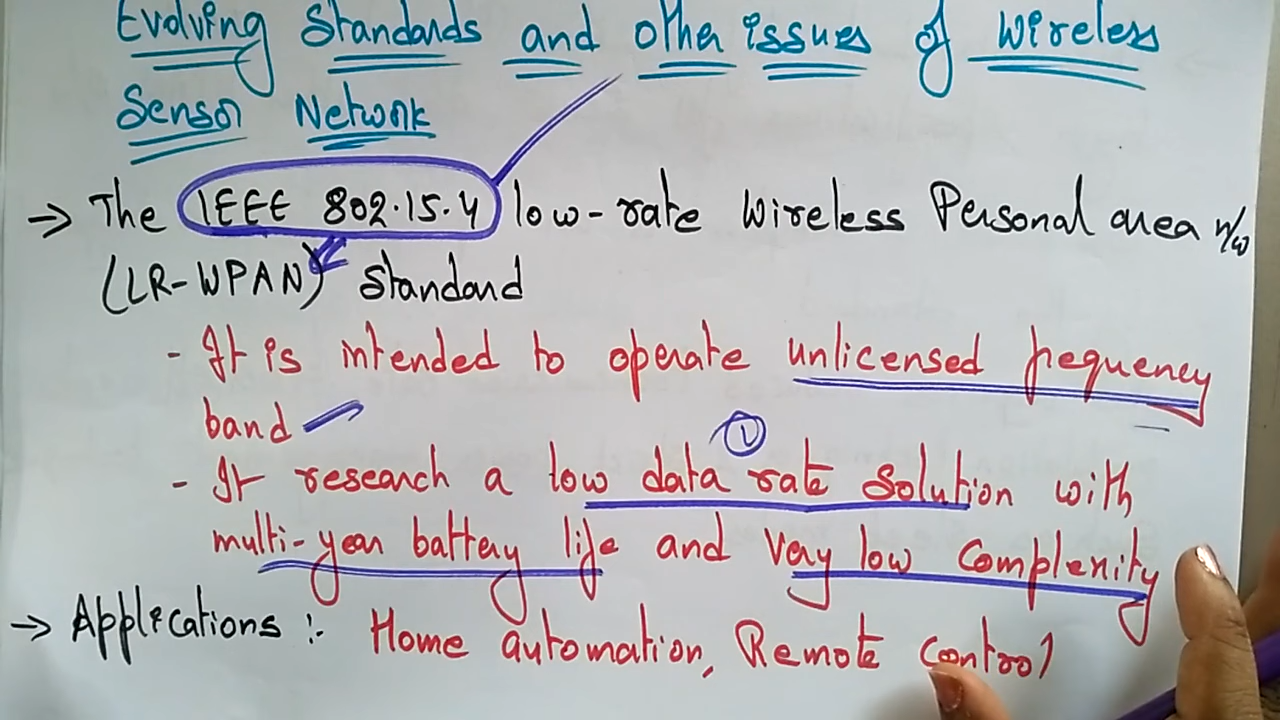 Evolving Standards and other issues of Wireless
Sensor Network
→ The IEEE 802.15.4 low-rate Wireless Personal area n/w
(LR-WPAN) Standard
- It is intended to operate unlicensed frequency
band
①
- It research a low data rate Solution with
multi-year battery life and Very low Complexity
→ Applications :- Home automation, Remote Control